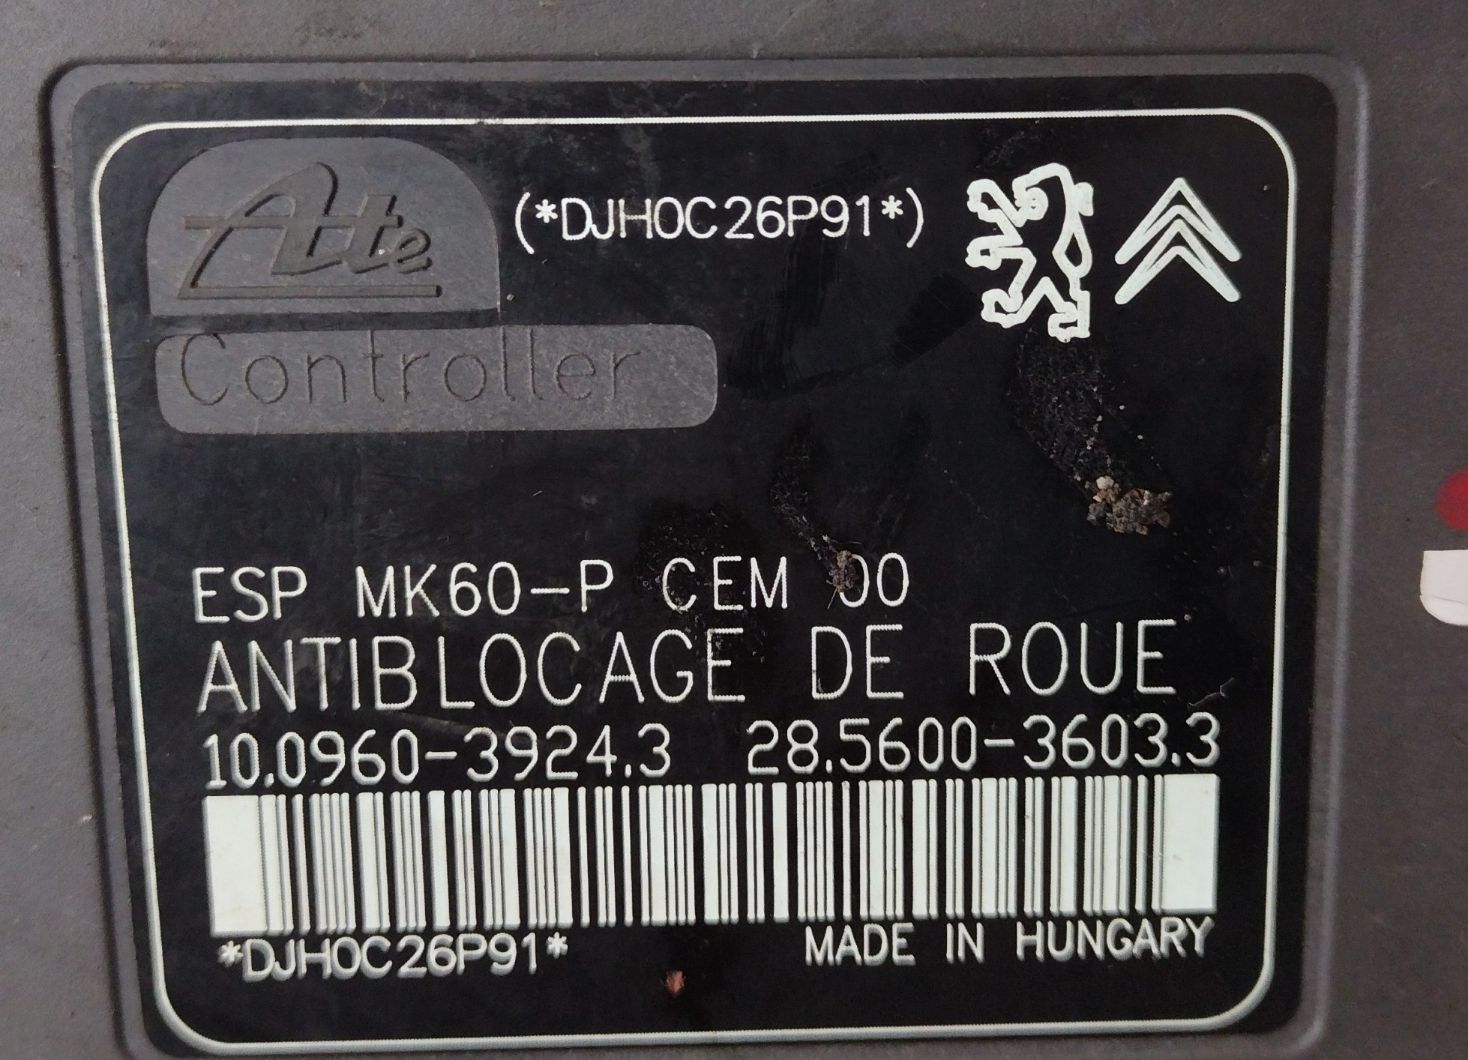 Ate
(*DJH0C26P91*)
Controller
ESP MK60-P CEM 00
ANTIBLOCAGE DE ROUE
10.0960-3924.3 28.5600-3603.3
*DJH0C26P91* MADE IN HUNGARY